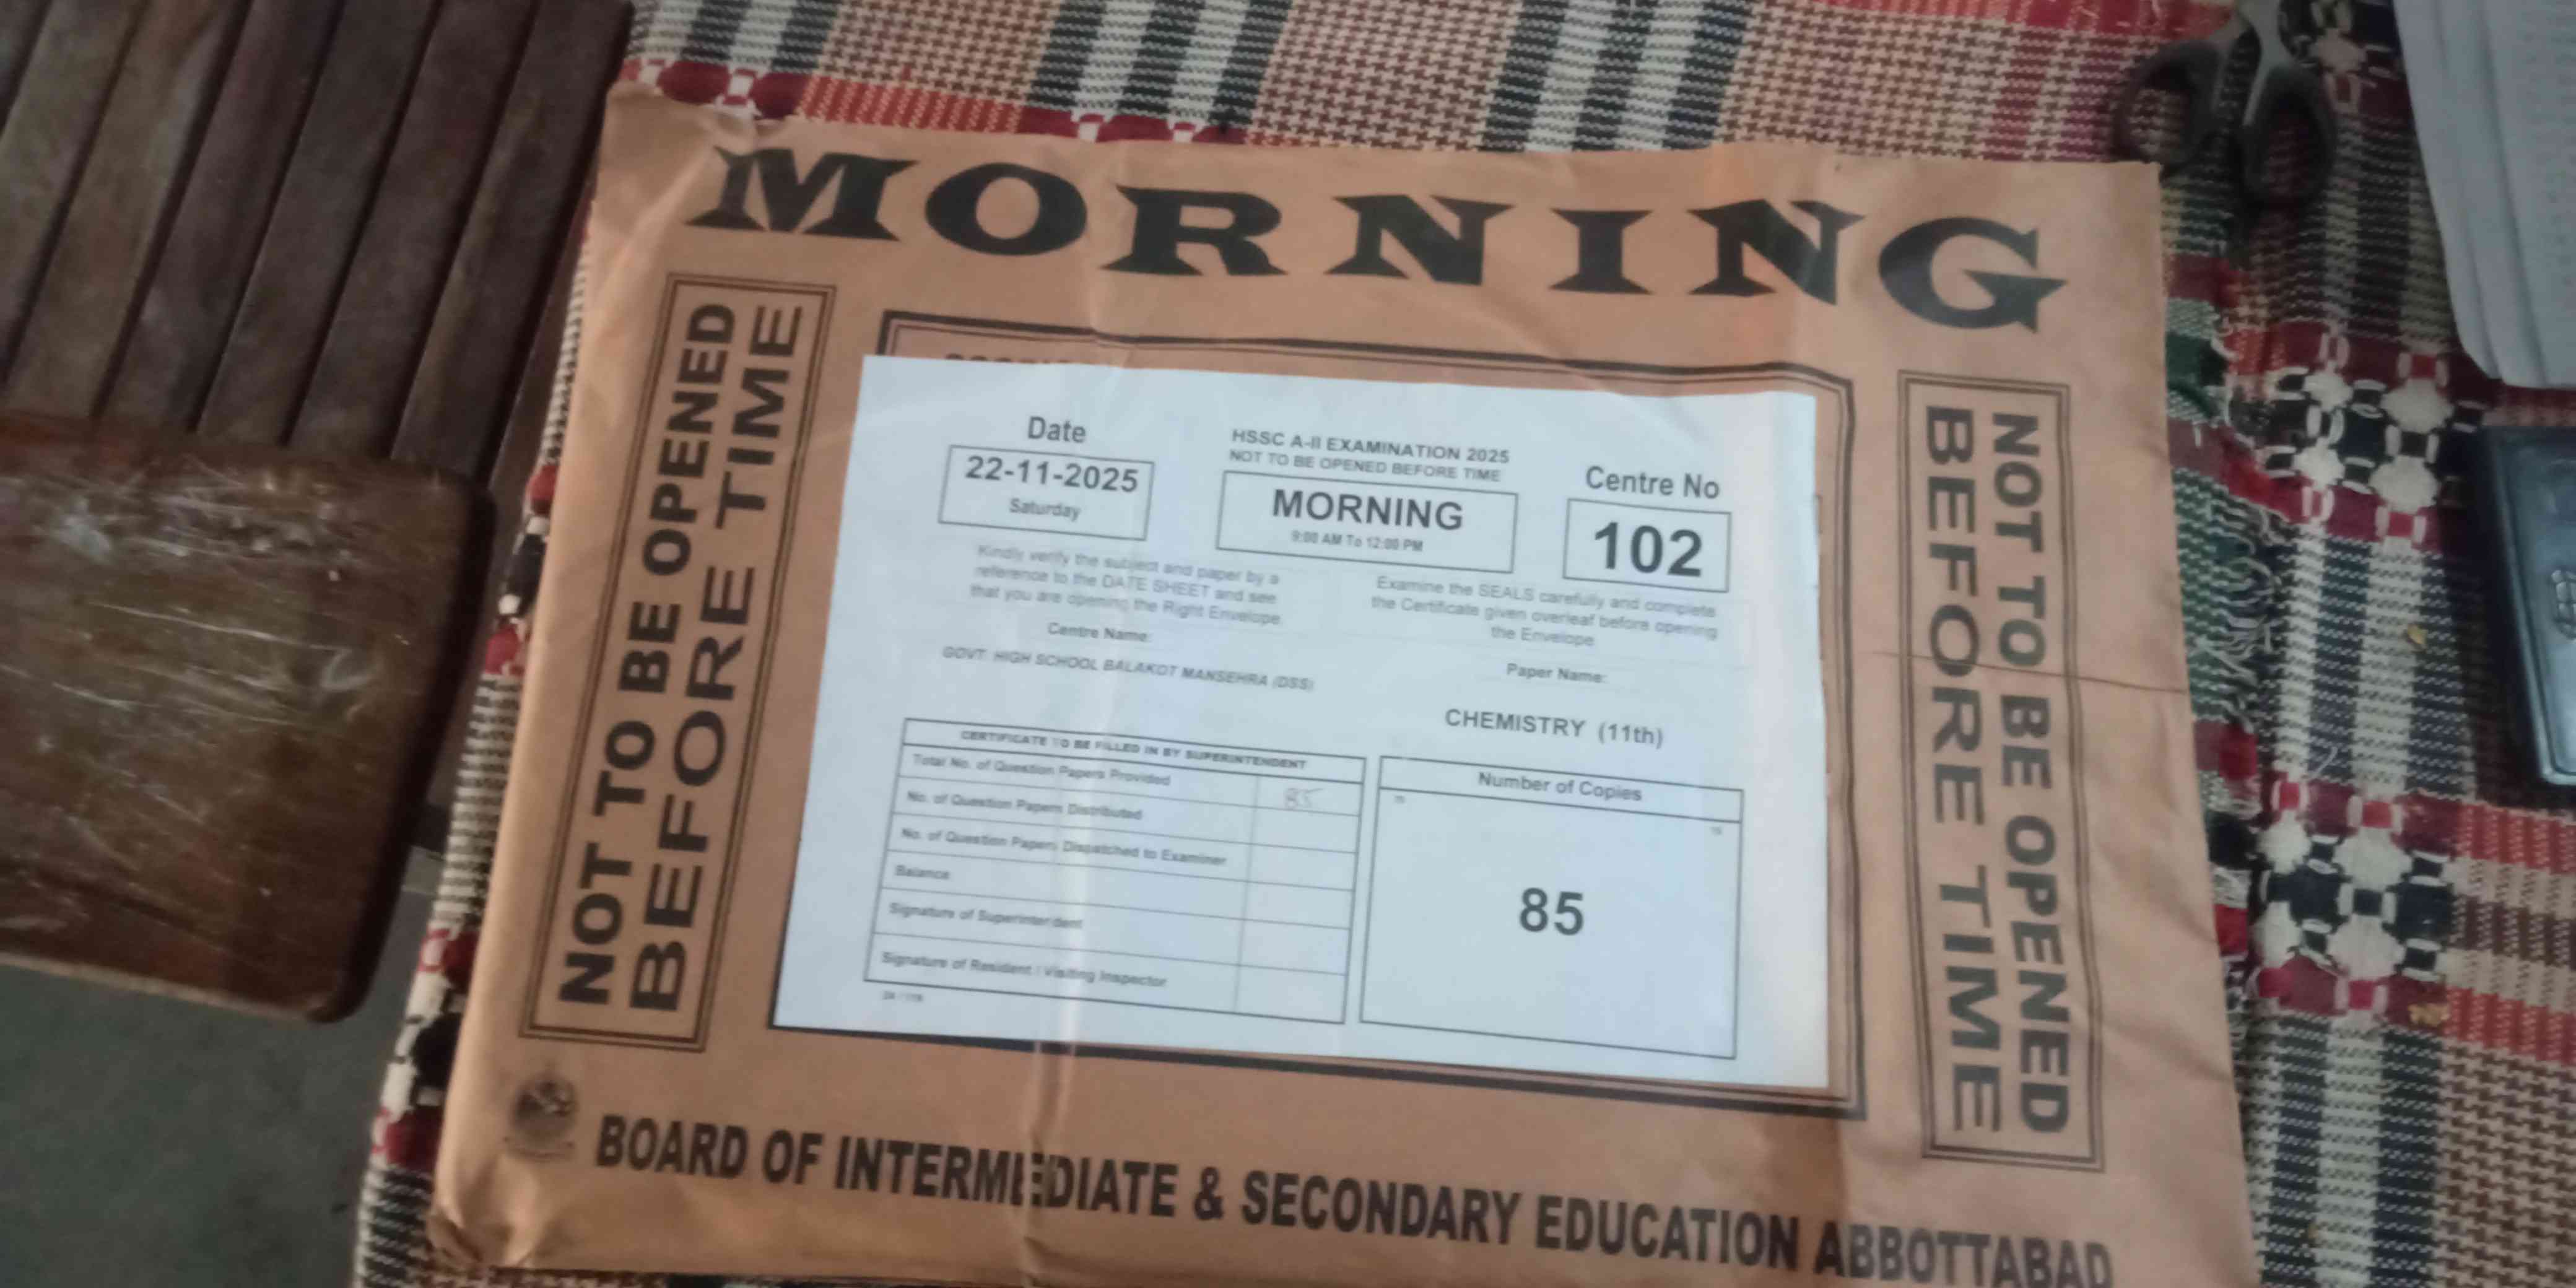 MORNING
NOT TO BE OPENED
BEFORE TIME
Date
22-11-2025
Saturday
HSSC A-II EXAMINATION 2025
NOT TO BE OPENED BEFORE TIME
MORNING
9:00 AM To 12:00 PM
Centre No
102
Kindly verify the subject and paper by a
reference to the DATE SHEET and see
that you are opening the Right Envelope
Examine the SEALS carefully and complete
the Certificate given overleaf before opening
the Envelope
Centre Name:
GOVT. HIGH SCHOOL BALAKOT MANSEHRA (DSS)
Paper Name:
CHEMISTRY (11th)
CERTIFICATE TO BE FILLED IN BY SUPERINTENDENT
Total No. of Question Papers Provided 85
No. of Question Papers Distributed
No. of Question Papers Dispatched to Examiner
Balance
Signature of Superintendent
Signature of Resident / Visiting Inspector
Number of Copies
85
NOT TO BE OPENED
BEFORE TIME
BOARD OF INTERMEDIATE & SECONDARY EDUCATION ABBOTTABAD